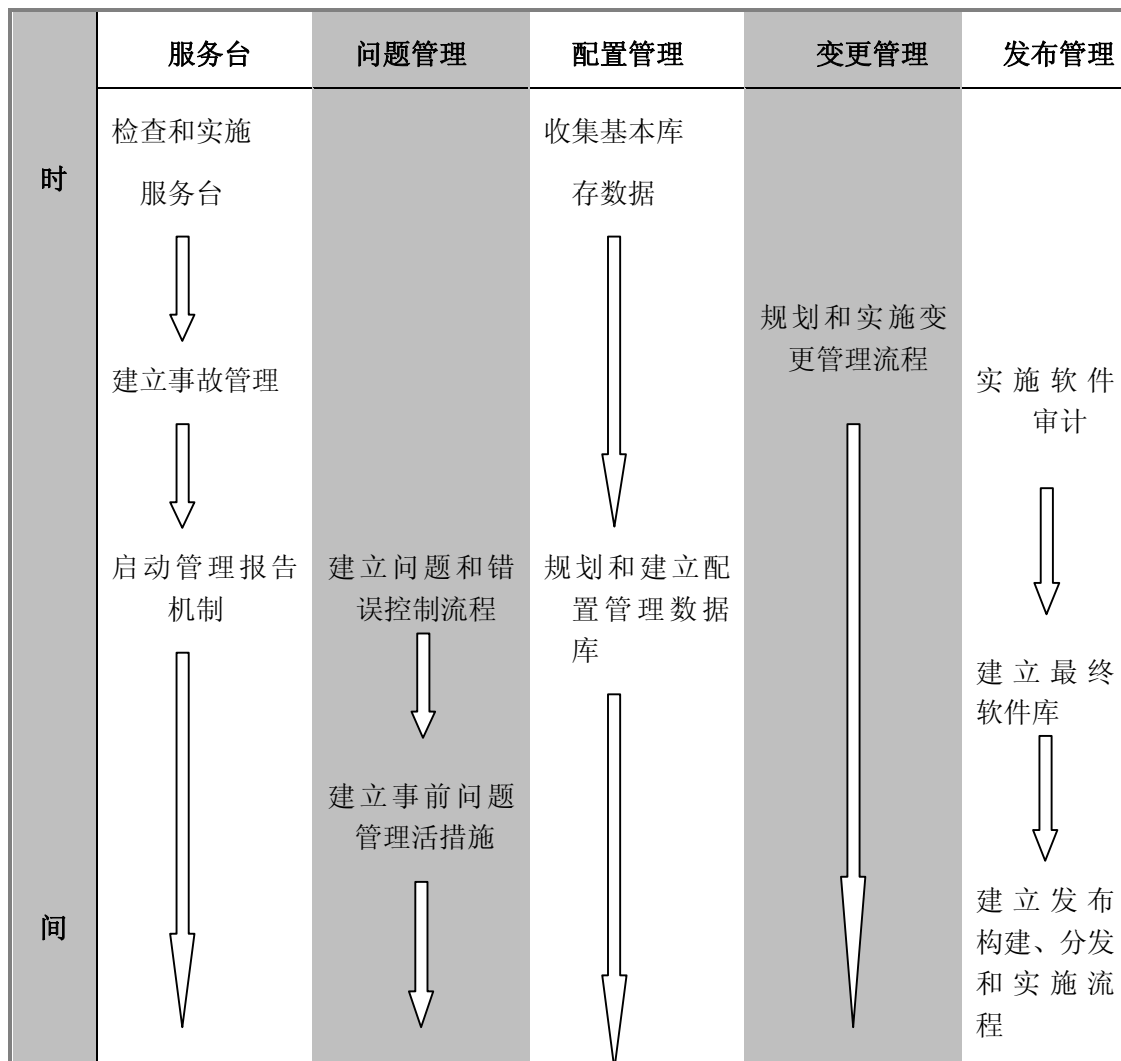 服务台
问题管理
配置管理
变更管理
发布管理
时
间
检查和实施
服务台
建立事故管理
启动管理报告
机制
建立问题和错
误控制流程
建立事前问题
管理活措施
收集基本库
存数据
规划和建立配
置管理数据
库
规划和实施变
更管理流程
实施软件
审计
建立最终
软件库
建立发布
构建、分发
和实施流
程